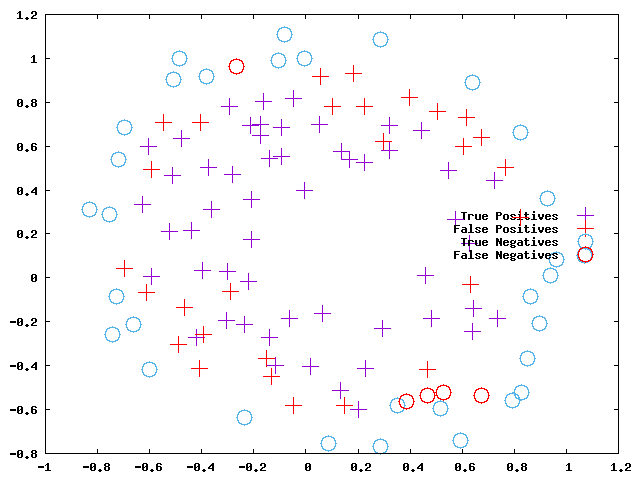 1.2
1
0.8
0.6
0.4
0.2
0
-0.2
-0.4
-0.6
-0.8
True Positives
False Positives
True Negatives
False Negatives
-1 -0.8 -0.6 -0.4 -0.2 0 0.2 0.4 0.6 0.8 1 1.2